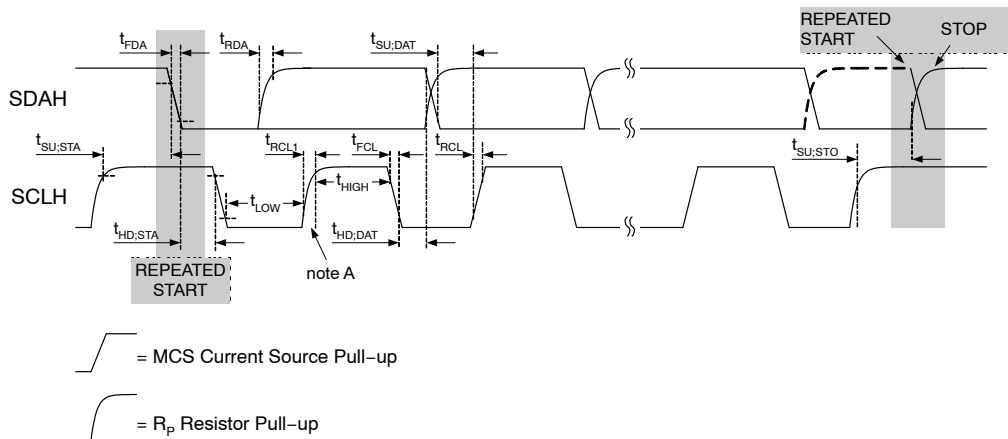 REPEATED
START
STOP
tFDA
tRDA
tSU;DAT
SDAH
tSU;STA
tRCL1
tFCL
tRCL
tSU;STO
SCLH
tHIGH
tLOW
tHD;STA
tHD;DAT
note A
REPEATED
START
= MCS Current Source Pull−up
= RP Resistor Pull−up